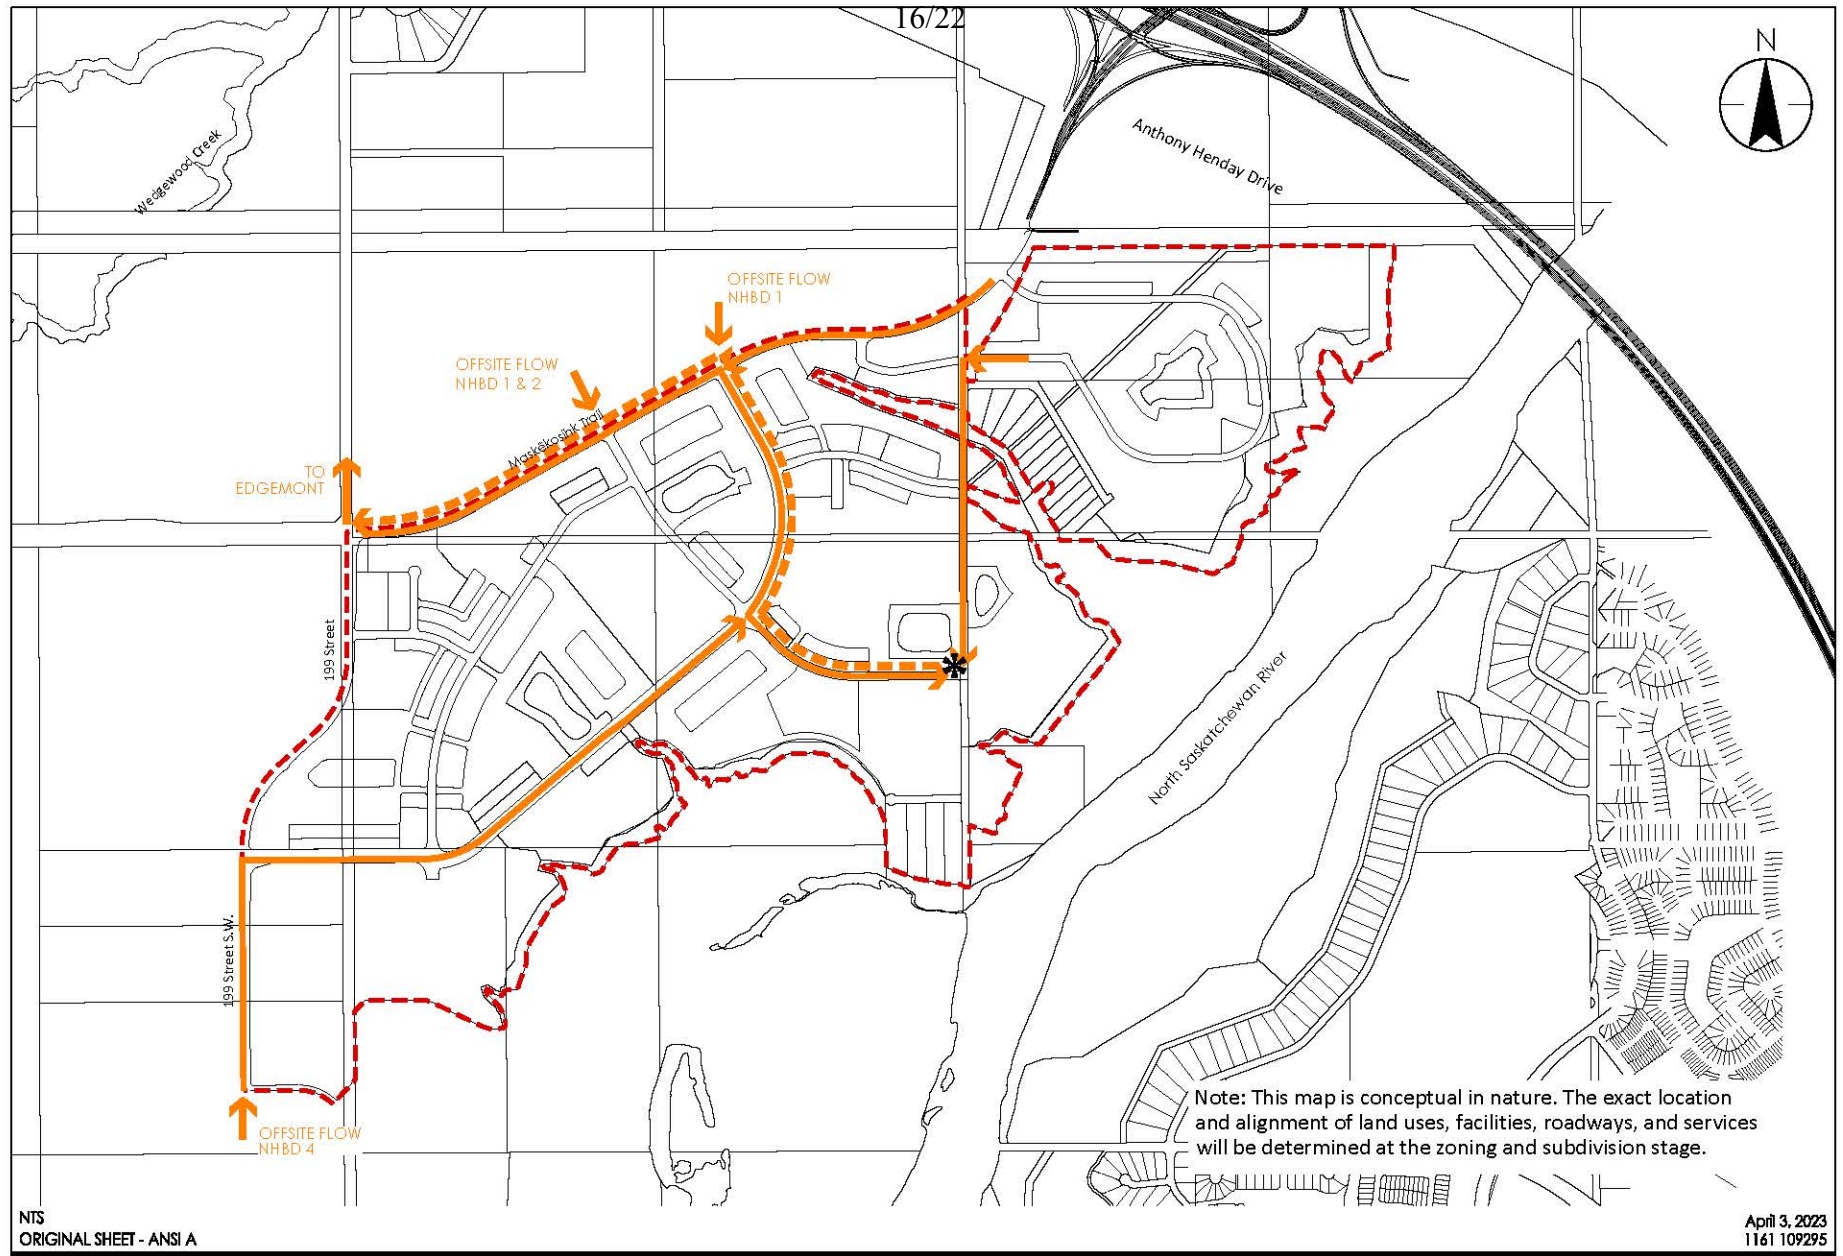 16/22
N
Anthony Henday Drive
Wedgewood Creek
OFFSITE FLOW
NHBD 1
OFFSITE FLOW
NHBD 1 & 2
Maskekosihk Trail
TO
EDGEMONT
199 Street
North Saskatchewan River
199 Street S.W.
OFFSITE FLOW
NHBD 4
Note: This map is conceptual in nature. The exact location
and alignment of land uses, facilities, roadways, and services
will be determined at the zoning and subdivision stage.
NTS
ORIGINAL SHEET - ANSI A
April 3, 2023
1161 109295